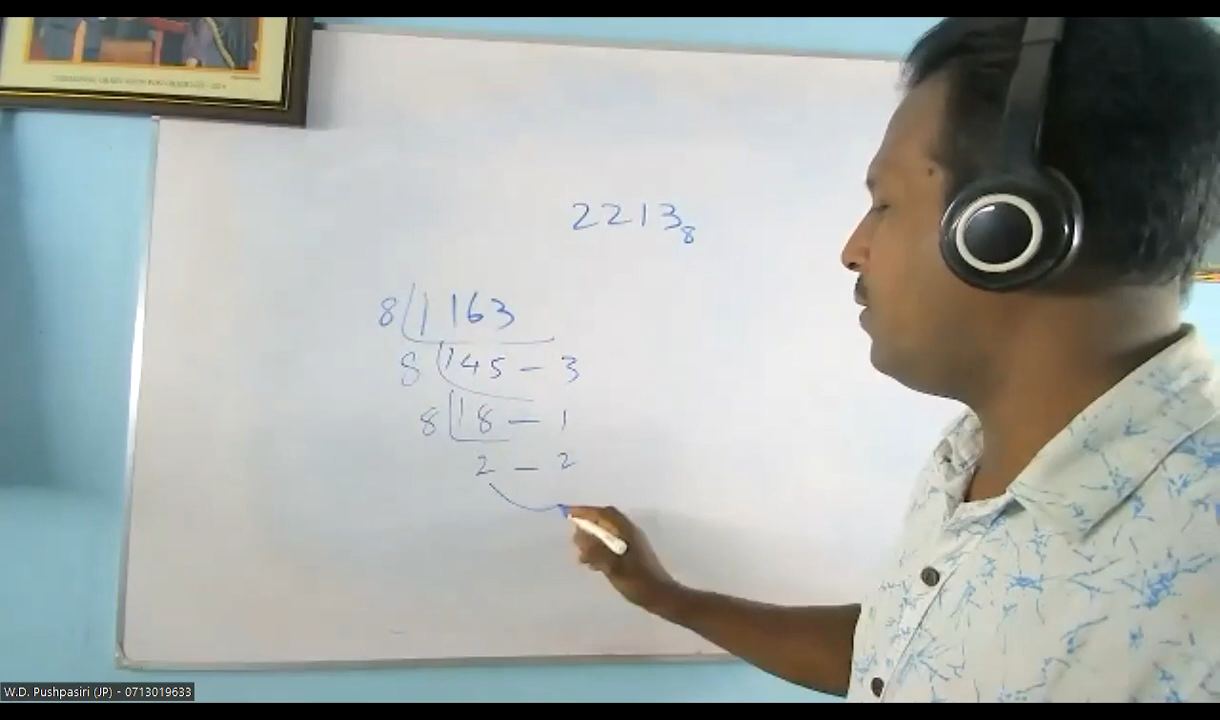 2213₈
8 1163
8 145 – 3
8 18 – 1
2 – 2
W.D. Pushpasiri (JP) - 0713019633